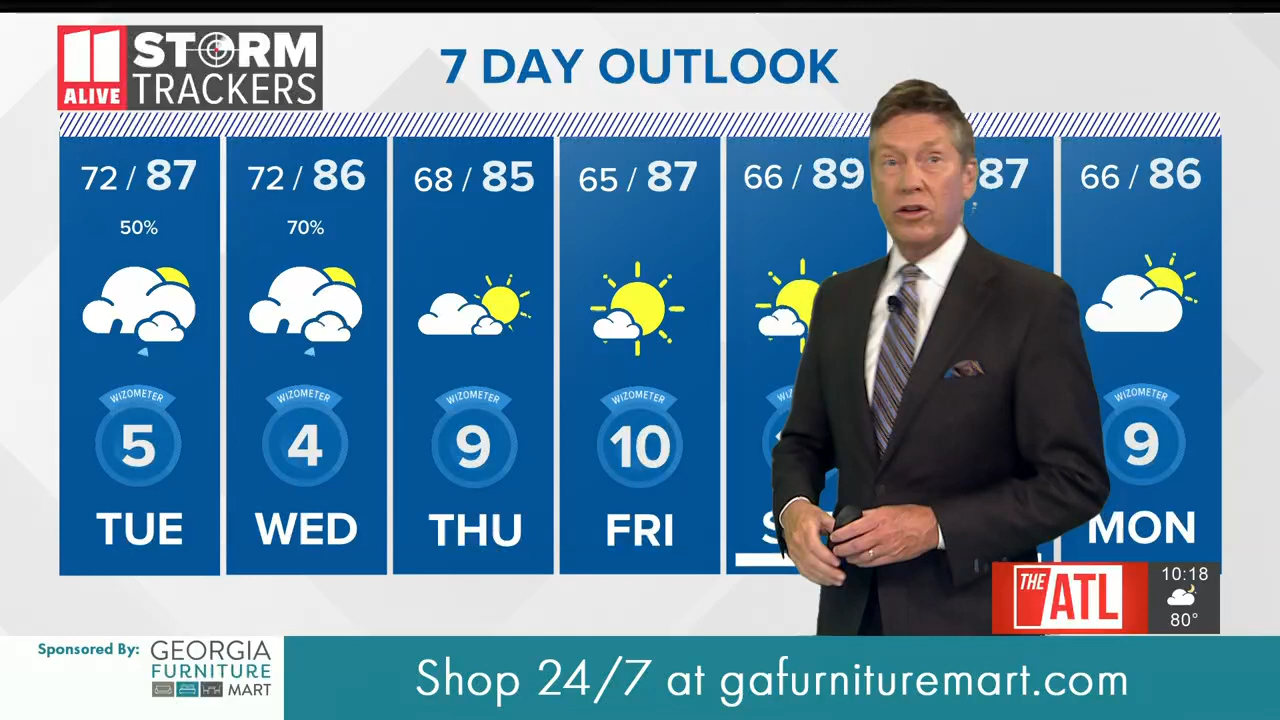 11
ALIVE
STORM
TRACKERS
7 DAY OUTLOOK
72 / 87
72 / 86
68 / 85
65 / 87
66 / 89
87
66 / 86
50%
70%
WIZOMETER
WIZOMETER
WIZOMETER
WIZOMETER
WIZOMETER
5
4
9
10
9
TUE
WED
THU
FRI
MON
THE
ATL
10:18
80°
Sponsored By:
GEORGIA
FURNITURE
MART
Shop 24/7 at gafurnituremart.com